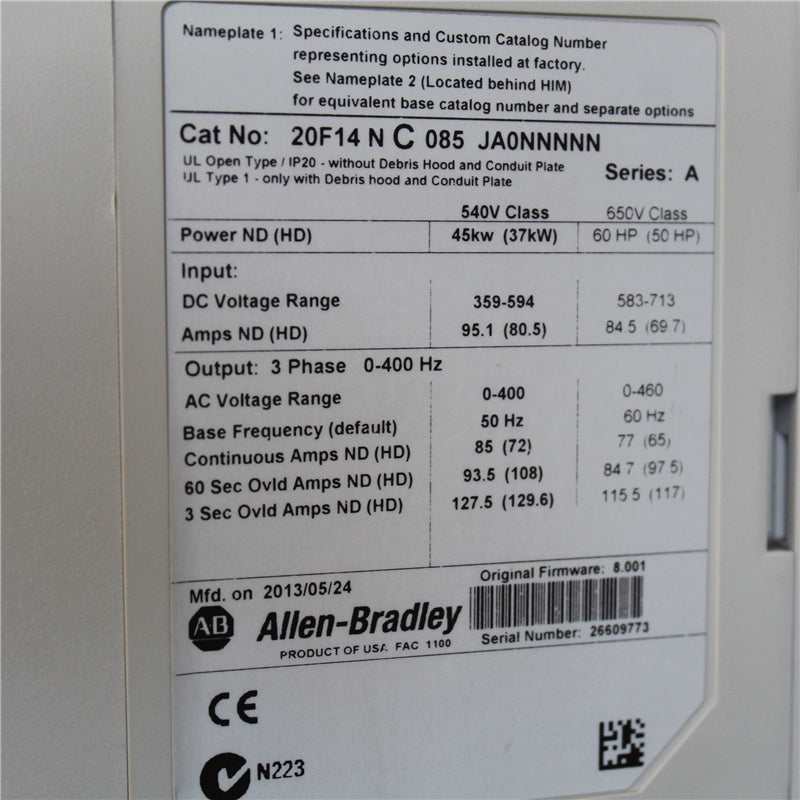 Nameplate 1: Specifications and Custom Catalog Number
representing options installed at factory.
See Nameplate 2 (Located behind HIM)
for equivalent base catalog number and separate options
Cat No: 20F14 N C 085 JA0NNNNN
UL Open Type / IP20 - without Debris Hood and Conduit Plate
UL Type 1 - only with Debris hood and Conduit Plate
Series: A
540V Class 650V Class
Power ND (HD) 45kw (37kW) 60 HP (50 HP)
Input:
DC Voltage Range 359-594 583-713
Amps ND (HD) 95.1 (80.5) 84.5 (69 7)
Output: 3 Phase 0-400 Hz
AC Voltage Range 0-400 0-460
Base Frequency (default) 50 Hz 60 Hz
Continuous Amps ND (HD) 85 (72) 77 (65)
60 Sec Ovld Amps ND (HD) 93.5 (108) 84 7 (97 5)
3 Sec Ovld Amps ND (HD) 127.5 (129.6) 115 5 (117)
Mfd. on 2013/05/24
Original Firmware: 8.001
AB Allen-Bradley
PRODUCT OF USA FAC 1100
Serial Number: 26609773
CE
N223